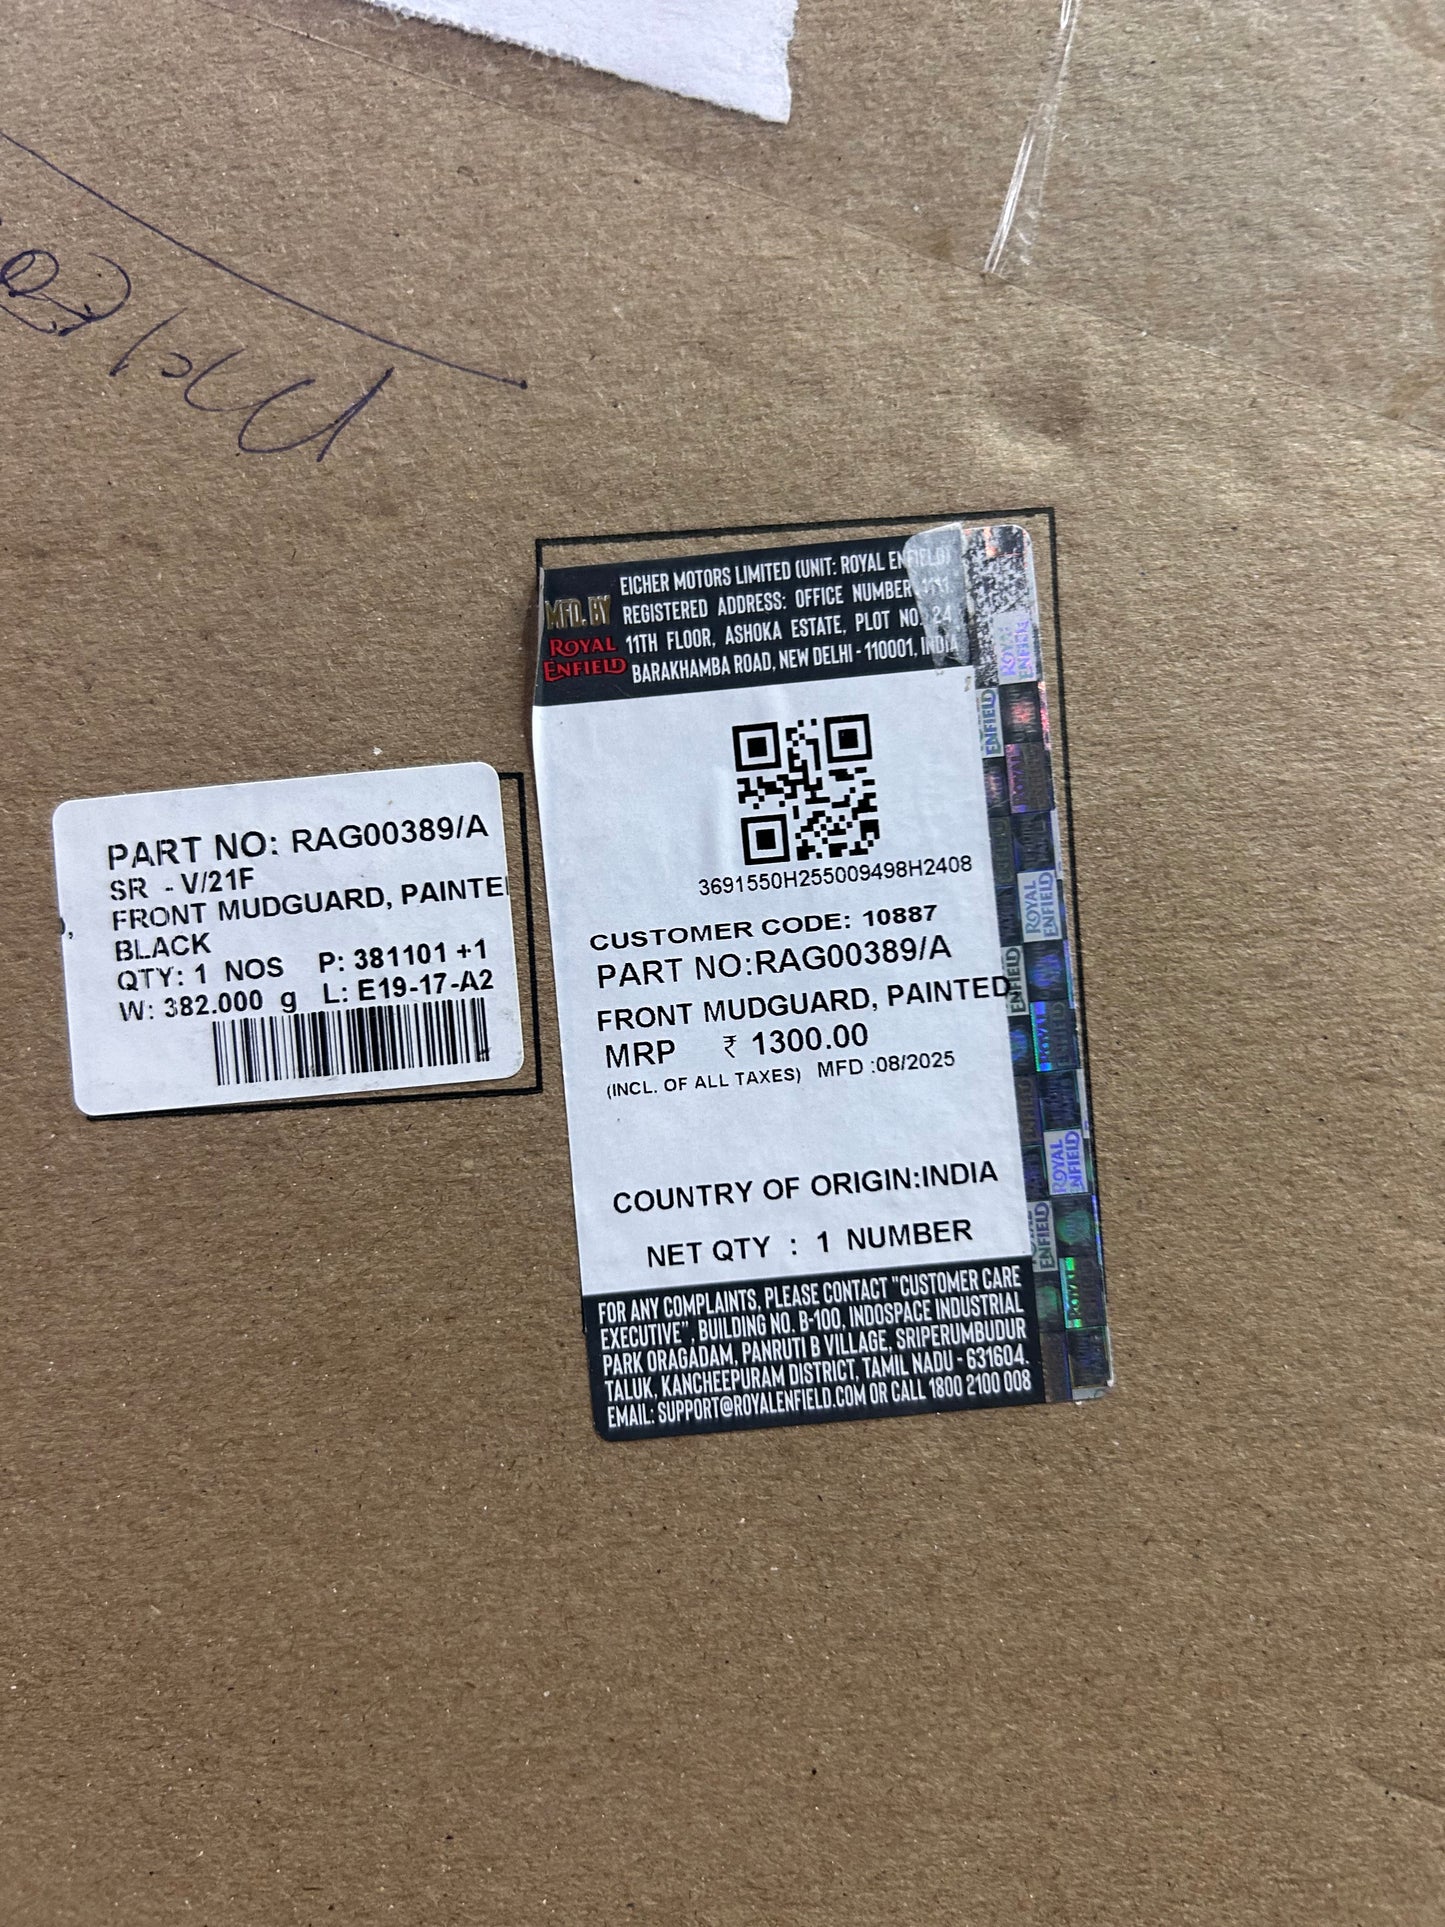 PART NO: RAG00389/A
SR - V/21F
FRONT MUDGUARD, PAINTE
BLACK
QTY: 1 NOS P: 381101 +1
W: 382.000 g L: E19-17-A2
MFD. BY
ROYAL
ENFIELD
EICHER MOTORS LIMITED (UNIT: ROYAL ENFIELD)
REGISTERED ADDRESS: OFFICE NUMBER 1111,
11TH FLOOR, ASHOKA ESTATE, PLOT NO. 24,
BARAKHAMBA ROAD, NEW DELHI - 110001, INDIA
3691550H255009498H2408
CUSTOMER CODE: 10887
PART NO:RAG00389/A
FRONT MUDGUARD, PAINTED
MRP ₹ 1300.00
(INCL. OF ALL TAXES) MFD :08/2025
COUNTRY OF ORIGIN:INDIA
NET QTY : 1 NUMBER
FOR ANY COMPLAINTS, PLEASE CONTACT "CUSTOMER CARE
EXECUTIVE", BUILDING NO. B-100, INDOSPACE INDUSTRIAL
PARK ORAGADAM, PANRUTI B VILLAGE, SRIPERUMBUDUR
TALUK, KANCHEEPURAM DISTRICT, TAMIL NADU - 631604.
EMAIL: SUPPORT@ROYALENFIELD.COM OR CALL 1800 2100 008
ROYAL
ENFIELD